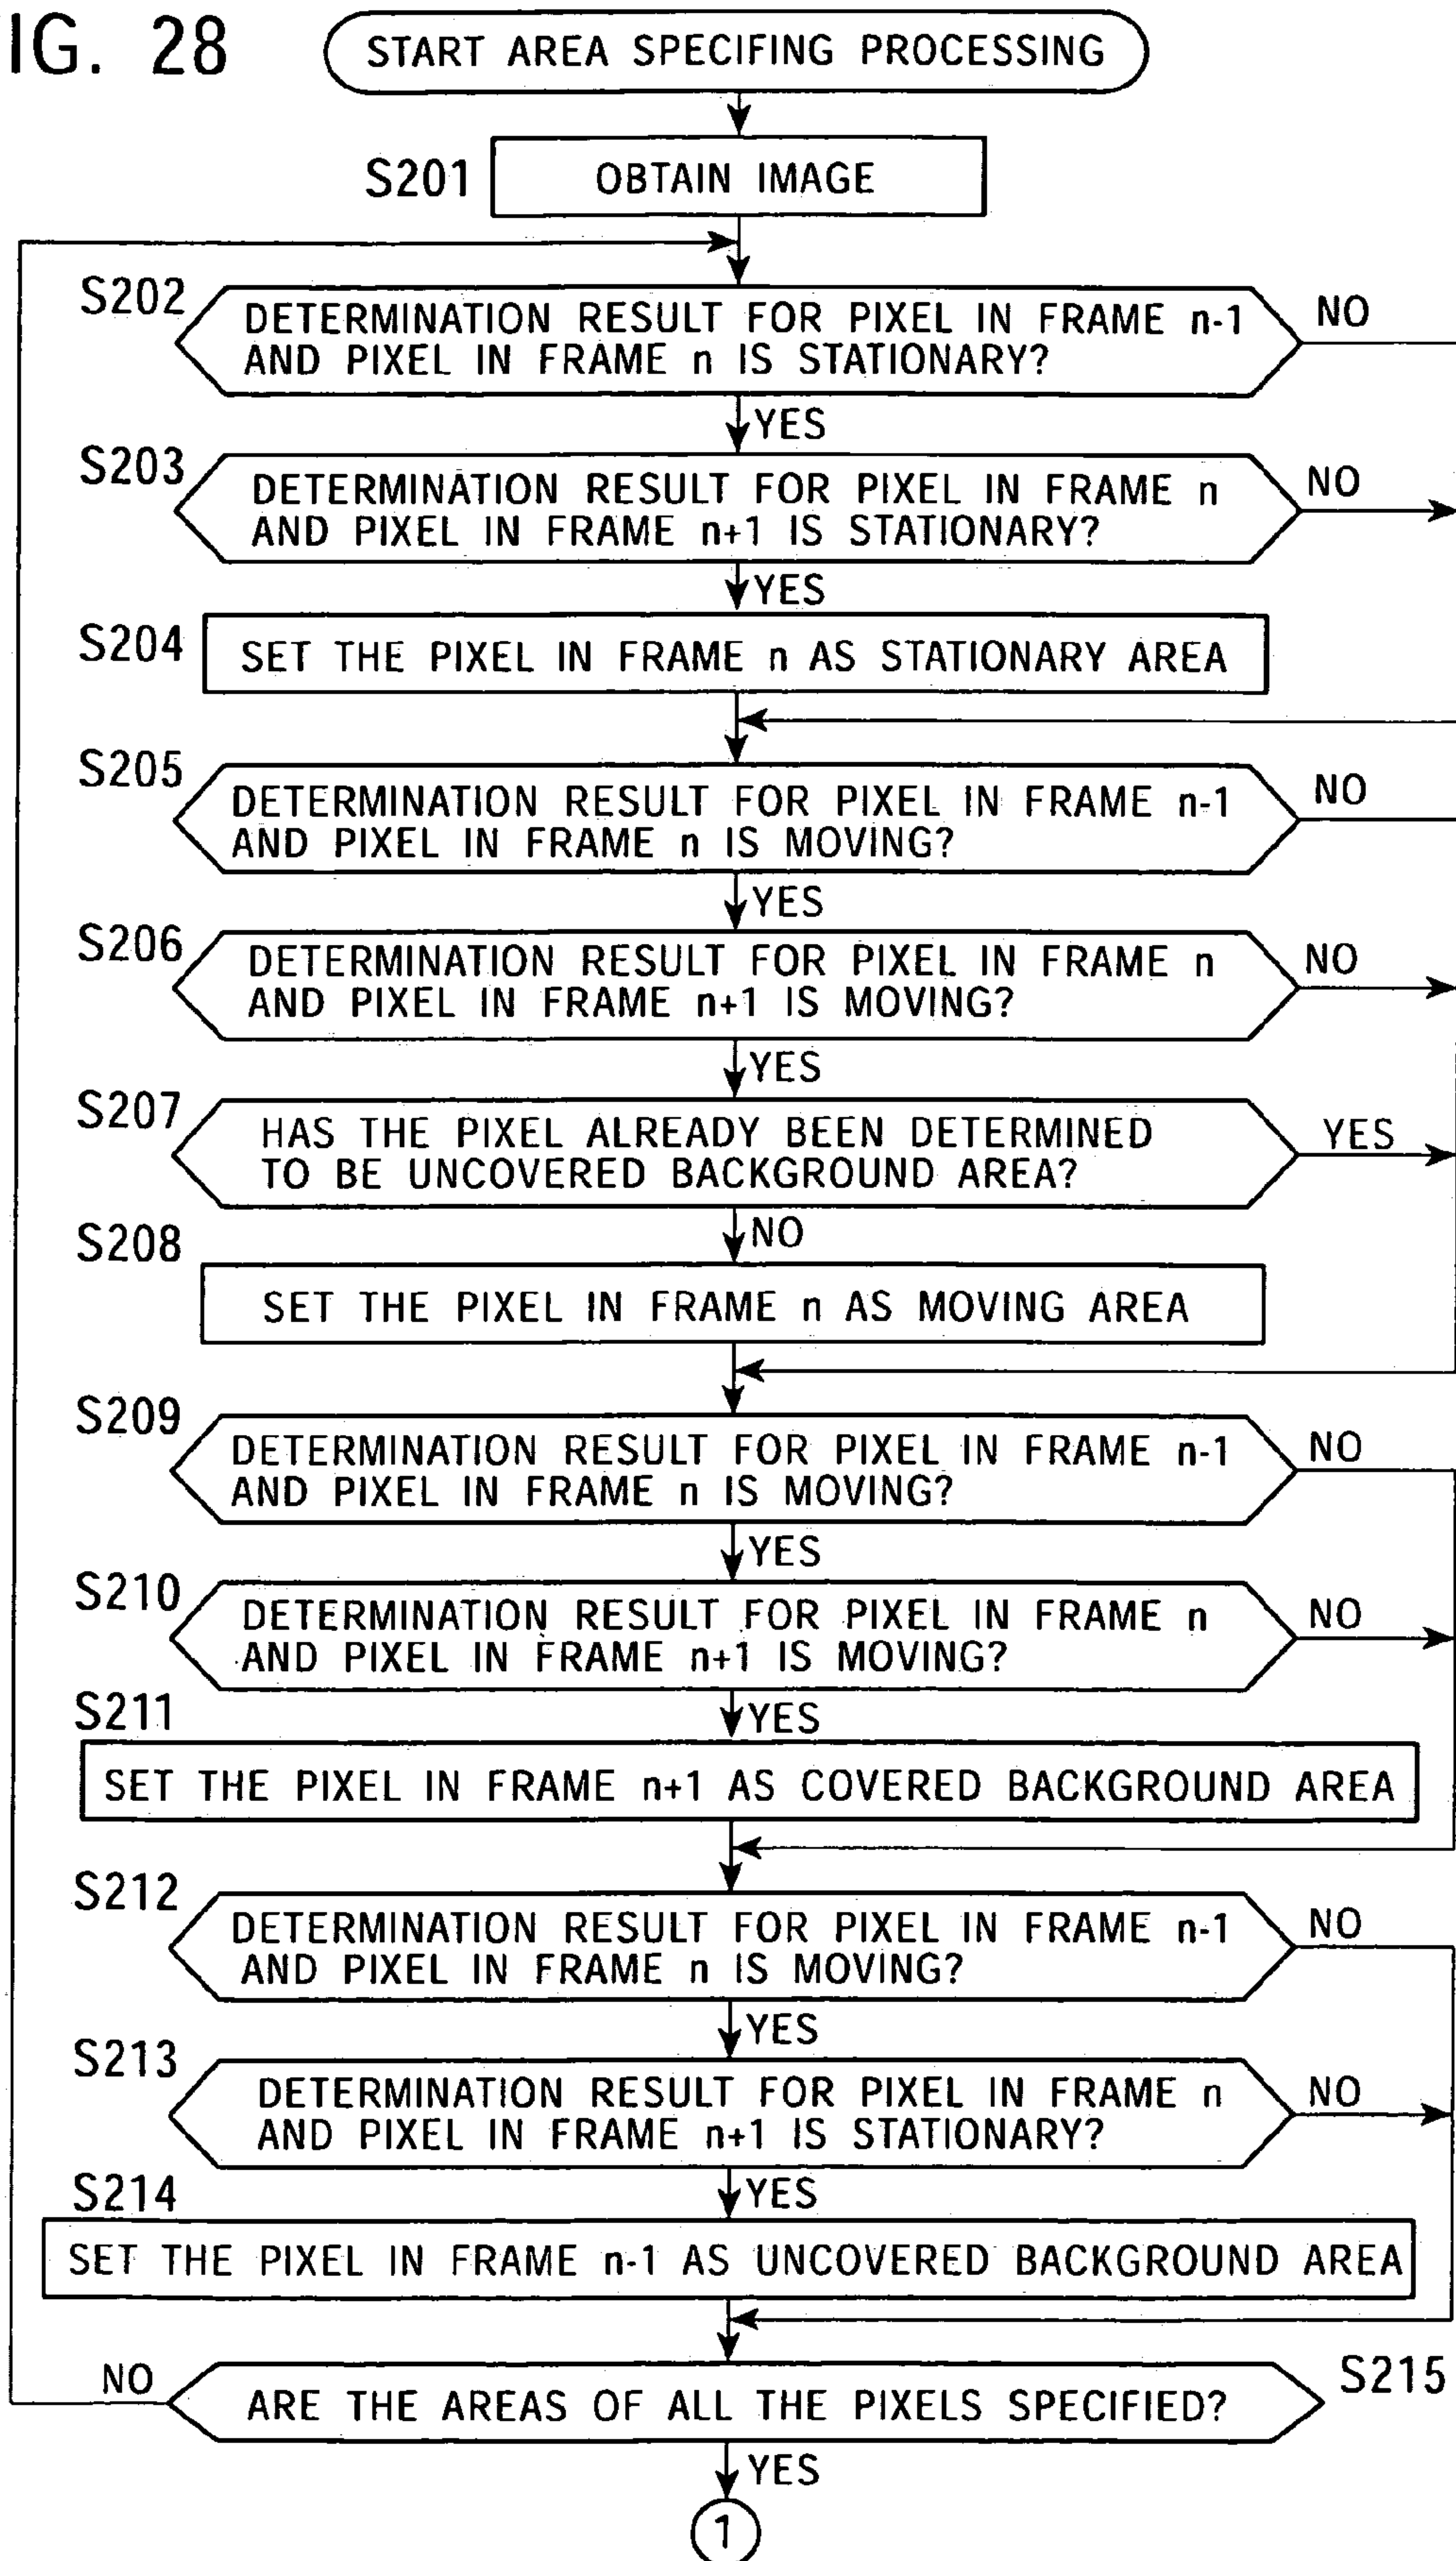 IG. 28
START AREA SPECIFING PROCESSING
S201
OBTAIN IMAGE
S202
DETERMINATION RESULT FOR PIXEL IN FRAME n-1
AND PIXEL IN FRAME n IS STATIONARY?
NO
YES
S203
DETERMINATION RESULT FOR PIXEL IN FRAME n
AND PIXEL IN FRAME n+1 IS STATIONARY?
NO
YES
S204
SET THE PIXEL IN FRAME n AS STATIONARY AREA
S205
DETERMINATION RESULT FOR PIXEL IN FRAME n-1
AND PIXEL IN FRAME n IS MOVING?
NO
YES
S206
DETERMINATION RESULT FOR PIXEL IN FRAME n
AND PIXEL IN FRAME n+1 IS MOVING?
NO
YES
S207
HAS THE PIXEL ALREADY BEEN DETERMINED
TO BE UNCOVERED BACKGROUND AREA?
YES
NO
S208
SET THE PIXEL IN FRAME n AS MOVING AREA
S209
DETERMINATION RESULT FOR PIXEL IN FRAME n-1
AND PIXEL IN FRAME n IS MOVING?
NO
YES
S210
DETERMINATION RESULT FOR PIXEL IN FRAME n
AND PIXEL IN FRAME n+1 IS MOVING?
NO
YES
S211
SET THE PIXEL IN FRAME n+1 AS COVERED BACKGROUND AREA
S212
DETERMINATION RESULT FOR PIXEL IN FRAME n-1
AND PIXEL IN FRAME n IS MOVING?
NO
YES
S213
DETERMINATION RESULT FOR PIXEL IN FRAME n
AND PIXEL IN FRAME n+1 IS STATIONARY?
NO
YES
S214
SET THE PIXEL IN FRAME n-1 AS UNCOVERED BACKGROUND AREA
NO
ARE THE AREAS OF ALL THE PIXELS SPECIFIED?
S215
YES
1